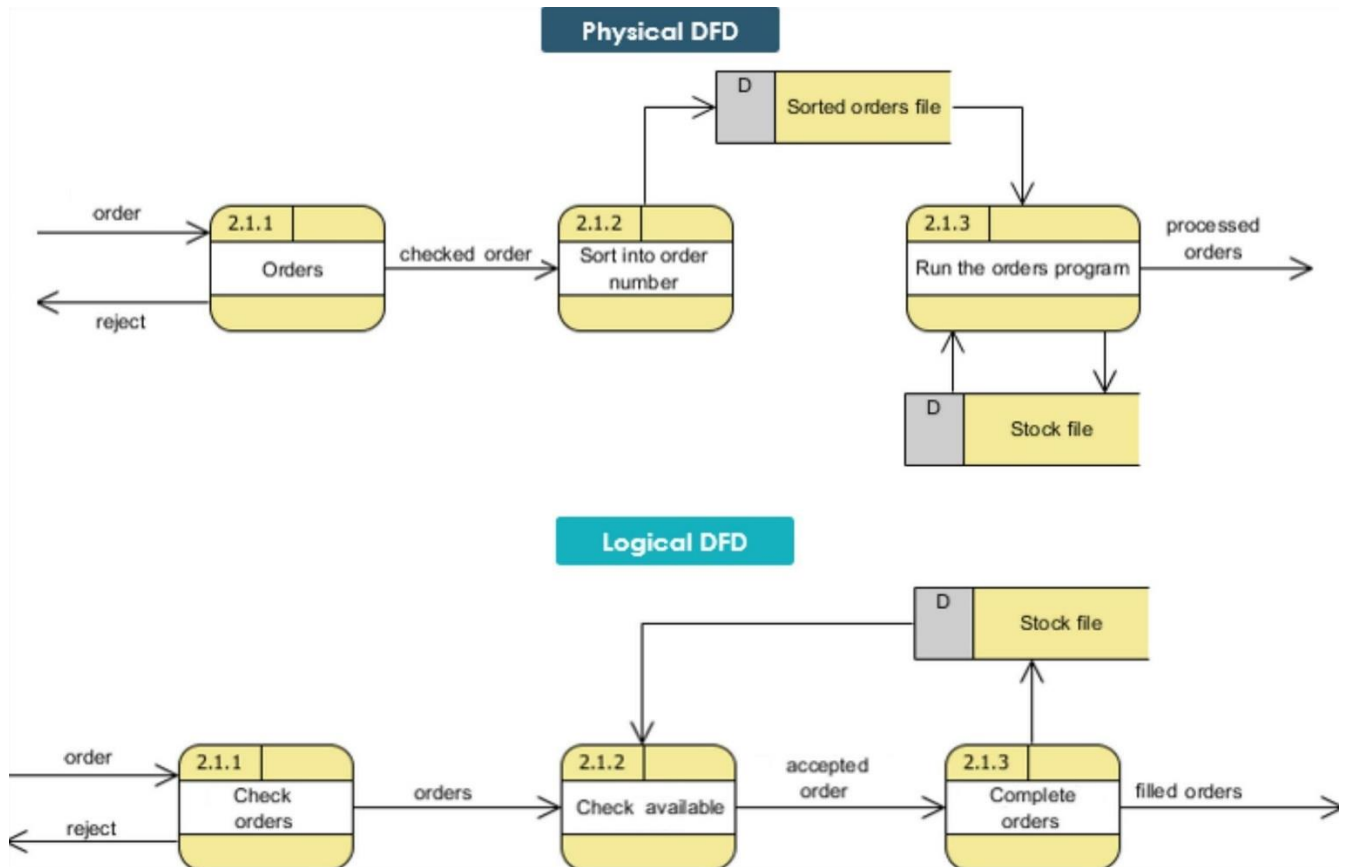 Physical DFD
D
Sorted orders file
order
2.1.1
Orders
reject
checked order
2.1.2
Sort into order
number
2.1.3
Run the orders program
processed
orders
D
Stock file
Logical DFD
D
Stock file
order
2.1.1
Check
orders
reject
orders
2.1.2
Check available
accepted
order
2.1.3
Complete
orders
filled orders